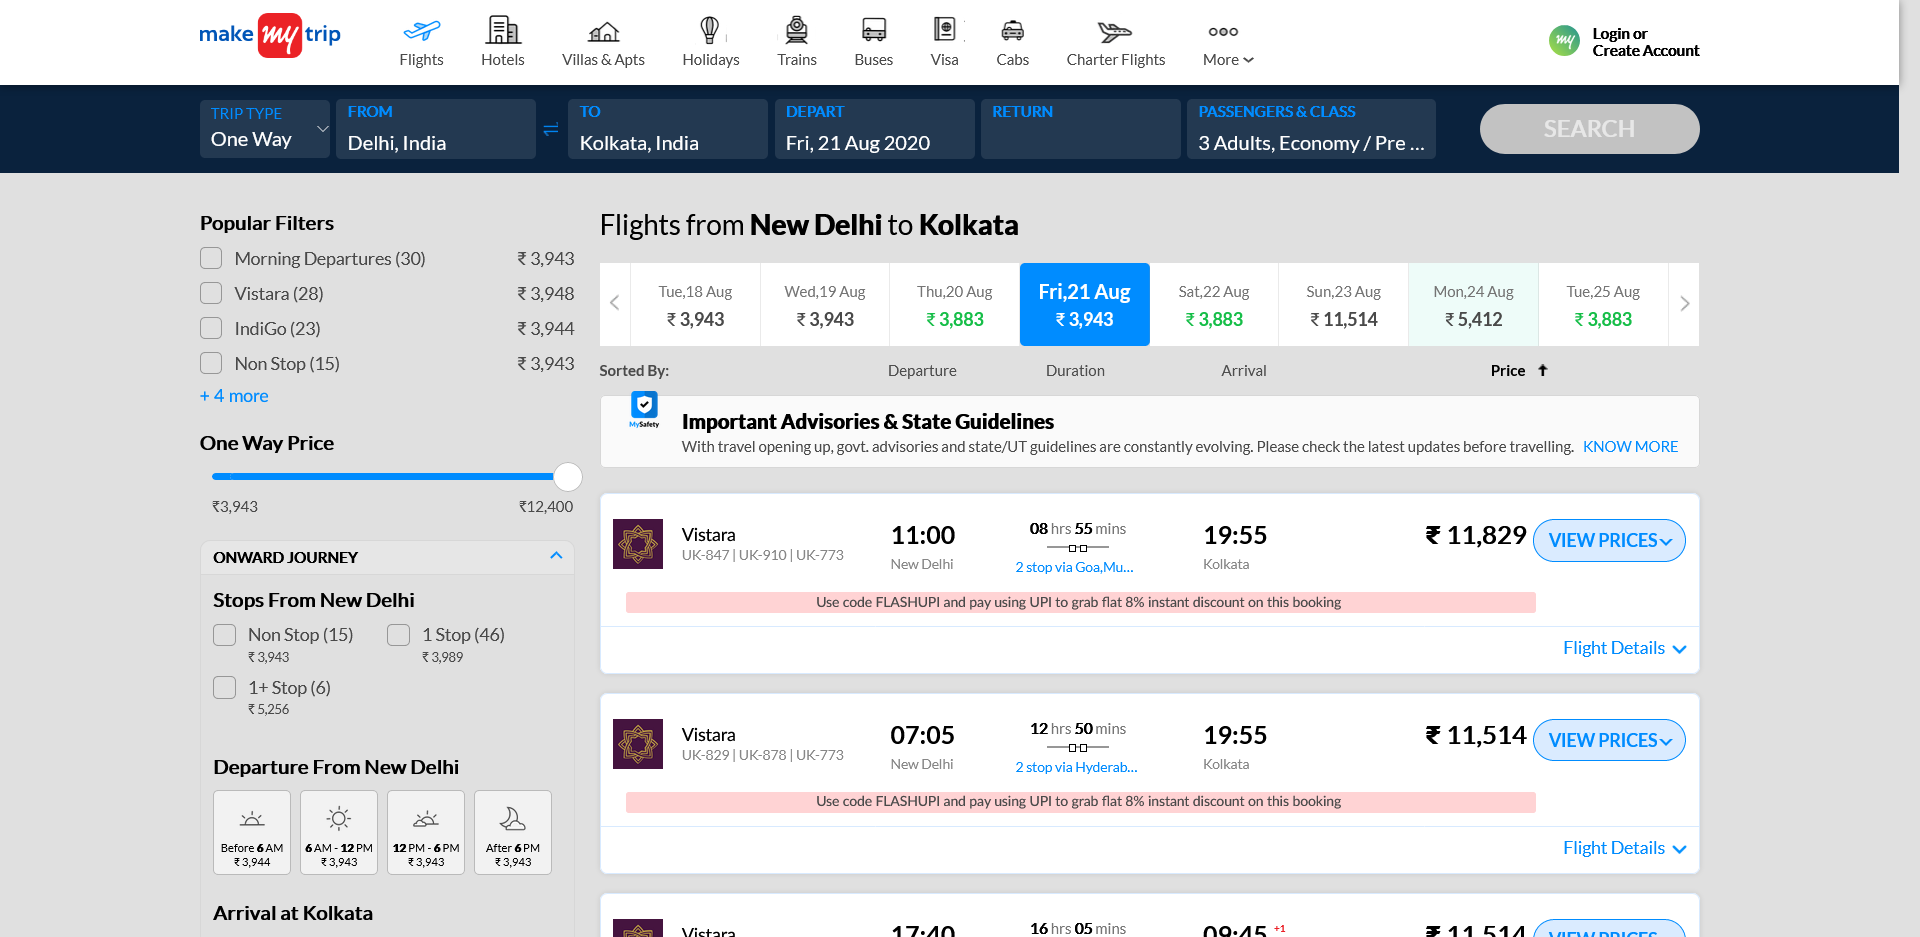 make my trip
Flights
Hotels
Villas & Apts
Holidays
Trains
Buses
Visa
Cabs
Charter Flights
More
my
Login or
Create Account
TRIP TYPE
One Way
FROM
Delhi, India
TO
Kolkata, India
DEPART
Fri, 21 Aug 2020
RETURN
PASSENGERS & CLASS
3 Adults, Economy / Pre ...
SEARCH
Popular Filters
Morning Departures (30) ₹ 3,943
Vistara (28) ₹ 3,948
IndiGo (23) ₹ 3,944
Non Stop (15) ₹ 3,943
+ 4 more
One Way Price
₹3,943 ₹12,400
ONWARD JOURNEY
Stops From New Delhi
Non Stop (15) 1 Stop (46)
₹ 3,943 ₹ 3,989
1+ Stop (6)
₹ 5,256
Departure From New Delhi
Before 6 AM 6 AM - 12 PM 12 PM - 6 PM After 6 PM
₹ 3,944 ₹ 3,943 ₹ 3,943 ₹ 3,943
Arrival at Kolkata
Flights from New Delhi to Kolkata
Tue,18 Aug Wed,19 Aug Thu,20 Aug Fri,21 Aug Sat,22 Aug Sun,23 Aug Mon,24 Aug Tue,25 Aug
₹ 3,943 ₹ 3,943 ₹ 3,883 ₹ 3,943 ₹ 3,883 ₹ 11,514 ₹ 5,412 ₹ 3,883
Sorted By: Departure Duration Arrival Price
MySafety
Important Advisories & State Guidelines
With travel opening up, govt. advisories and state/UT guidelines are constantly evolving. Please check the latest updates before travelling. KNOW MORE
Vistara 11:00 08 hrs 55 mins 19:55 ₹ 11,829 VIEW PRICES
UK-847 | UK-910 | UK-773 New Delhi 2 stop via Goa,Mu... Kolkata
Use code FLASHUPI and pay using UPI to grab flat 8% instant discount on this booking
Flight Details
Vistara 07:05 12 hrs 50 mins 19:55 ₹ 11,514 VIEW PRICES
UK-829 | UK-878 | UK-773 New Delhi 2 stop via Hyderab... Kolkata
Use code FLASHUPI and pay using UPI to grab flat 8% instant discount on this booking
Flight Details
Vistara 17:40 16 hrs 05 mins 09:45 +1 ₹ 11,514 VIEW PRICES